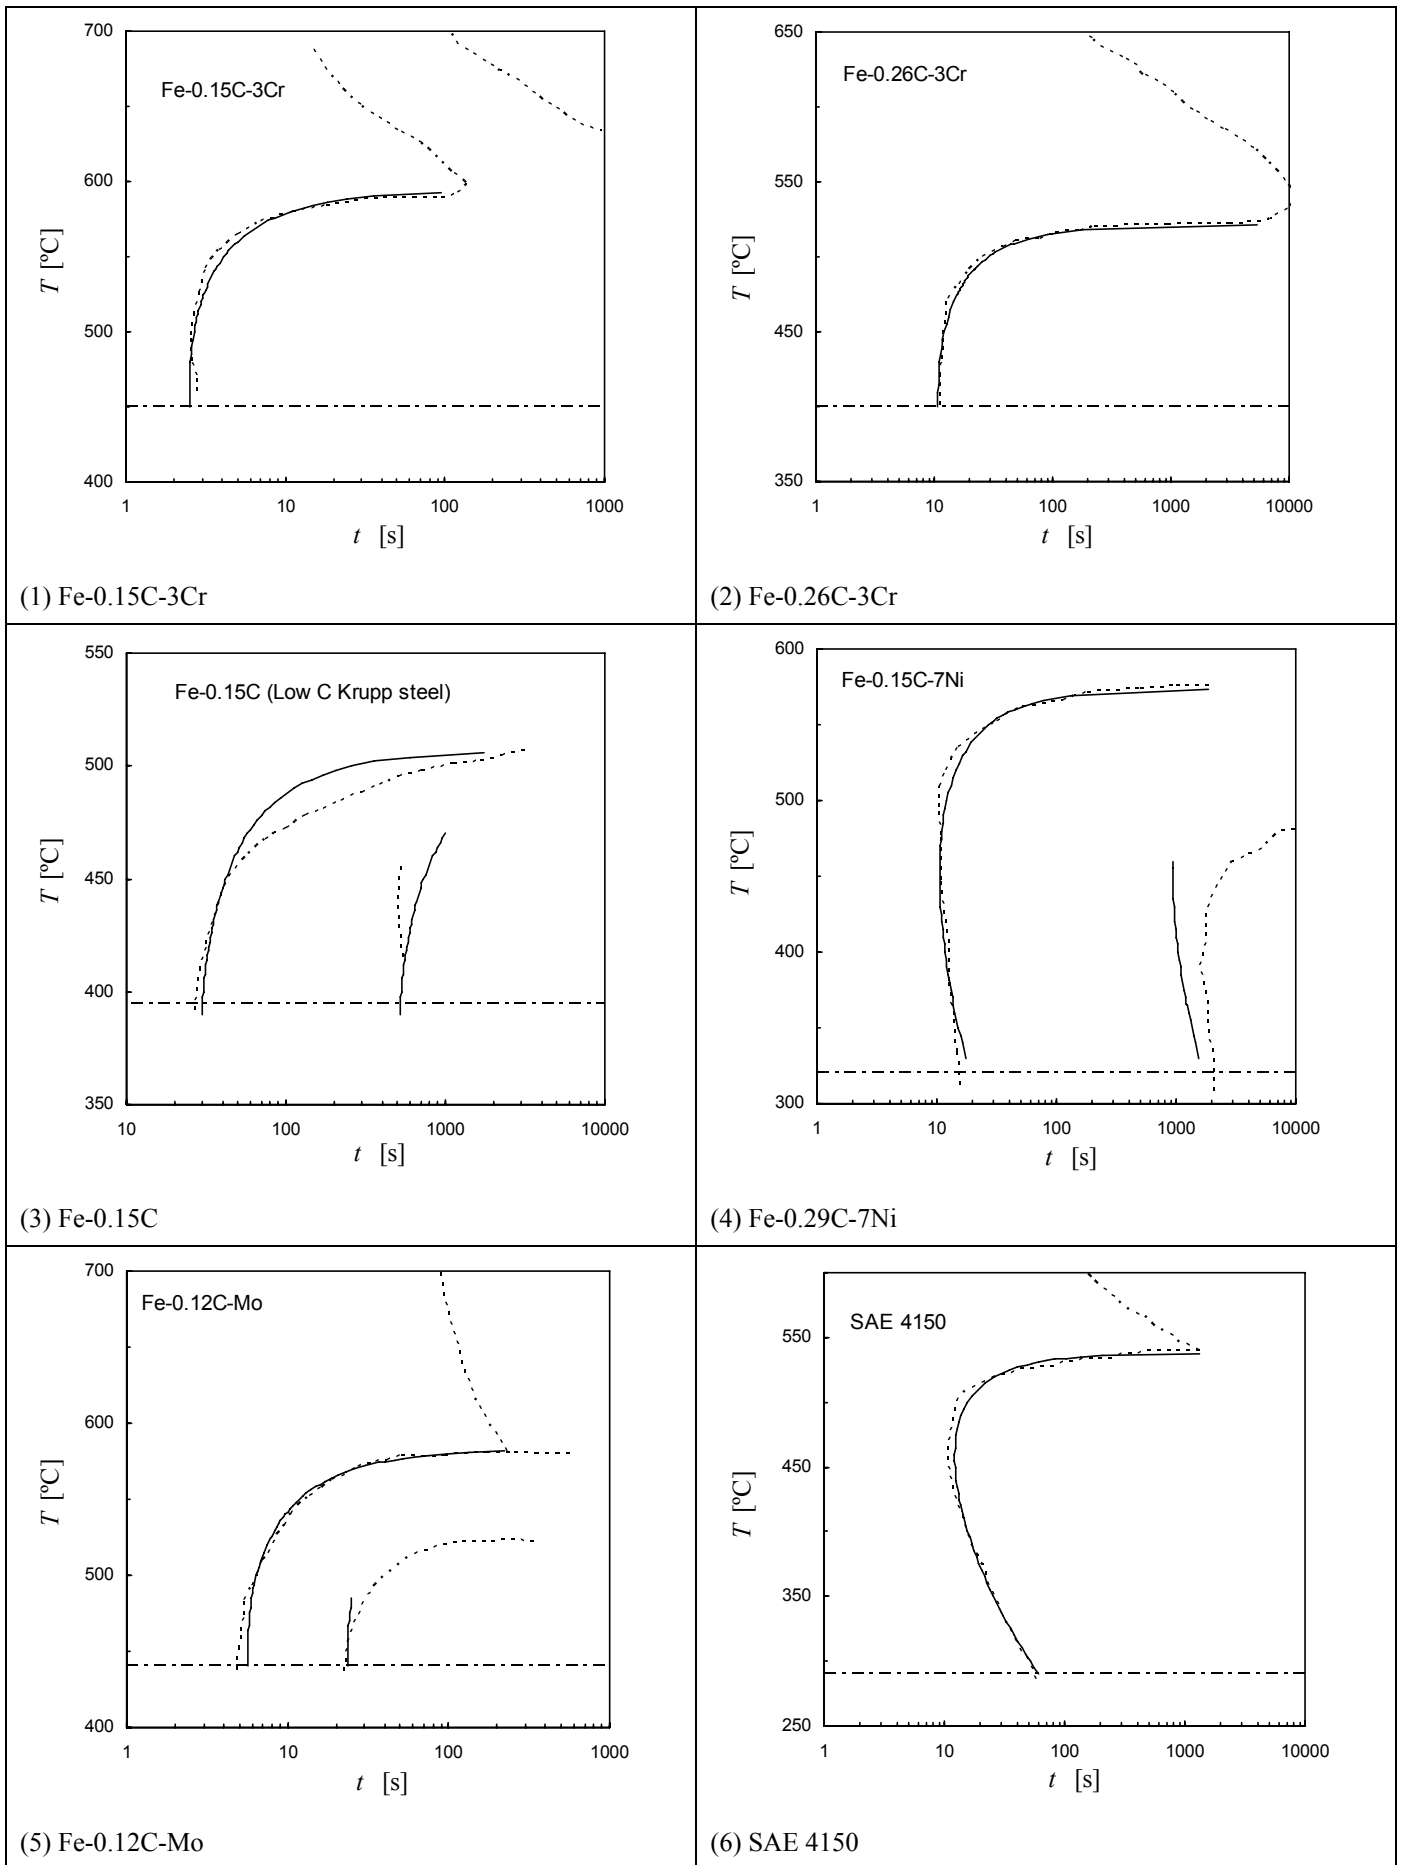 700
600
500
400
T [ºC]
Fe-0.15C-3Cr
1 10 100 1000
t [s]
(1) Fe-0.15C-3Cr
650
550
450
350
T [ºC]
Fe-0.26C-3Cr
1 10 100 1000 10000
t [s]
(2) Fe-0.26C-3Cr
550
500
450
400
350
T [ºC]
Fe-0.15C (Low C Krupp steel)
10 100 1000 10000
t [s]
(3) Fe-0.15C
600
500
400
300
T [ºC]
Fe-0.15C-7Ni
1 10 100 1000 10000
t [s]
(4) Fe-0.29C-7Ni
700
600
500
400
T [ºC]
Fe-0.12C-Mo
1 10 100 1000
t [s]
(5) Fe-0.12C-Mo
550
450
350
250
T [ºC]
SAE 4150
1 10 100 1000 10000
t [s]
(6) SAE 4150